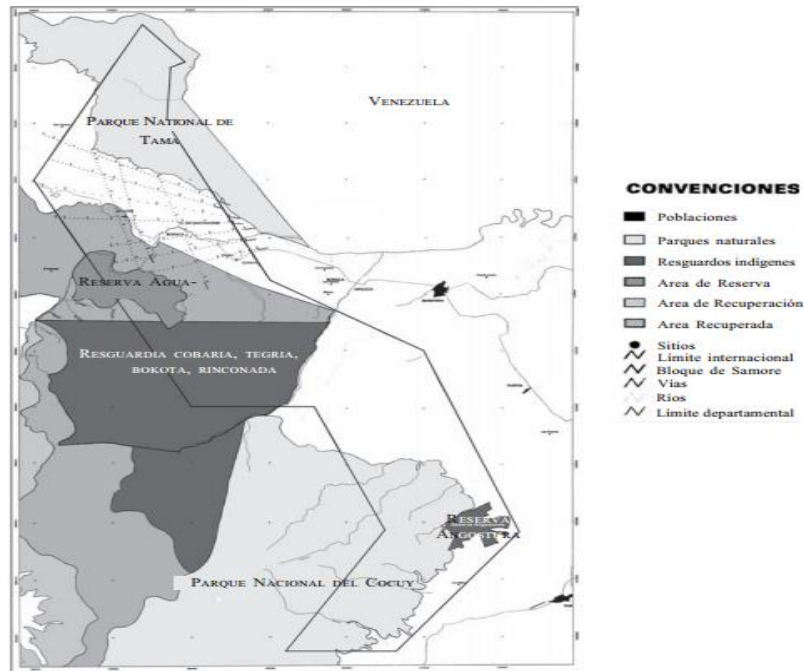 VENEZUELA
PARQUE NATIONAL DE
TAMA
RESERVA AGUA-
RESGUARDIA COBARIA, TEGRIA,
BOKOTA, RINCONADA
RESERVA
ANGOSTURA
PARQUE NACIONAL DEL COCUY
CONVENCIONES
Poblaciones
Parques naturales
Resguardos indígenes
Area de Reserva
Area de Recuperación
Area Recuperada
Sitios
Límite internacional
Bloque de Samore
Vías
Ríos
Límite departamental